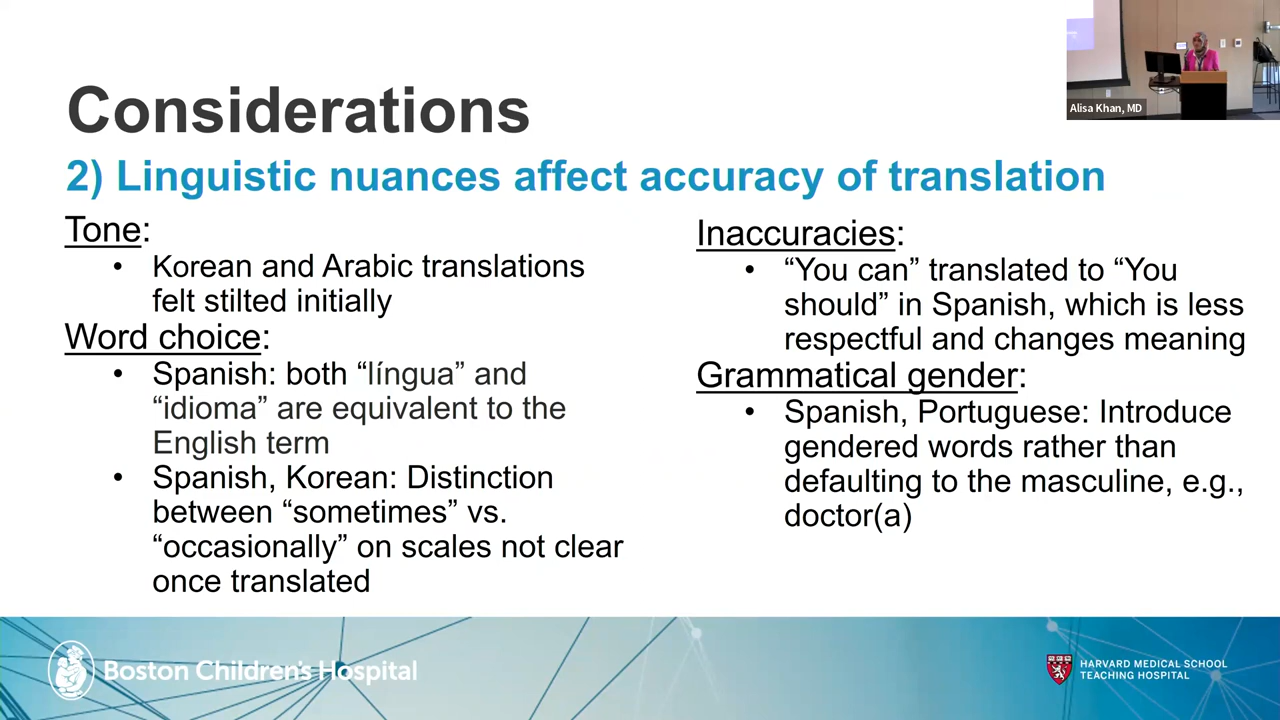 Alisa Khan, MD
Considerations
2) Linguistic nuances affect accuracy of translation
Tone:
• Korean and Arabic translations
felt stilted initially
Word choice:
• Spanish: both “língua” and
“idioma” are equivalent to the
English term
• Spanish, Korean: Distinction
between “sometimes” vs.
“occasionally” on scales not clear
once translated
Inaccuracies:
• “You can” translated to “You
should” in Spanish, which is less
respectful and changes meaning
Grammatical gender:
• Spanish, Portuguese: Introduce
gendered words rather than
defaulting to the masculine, e.g.,
doctor(a)
Boston Children's Hospital
HARVARD MEDICAL SCHOOL
TEACHING HOSPITAL